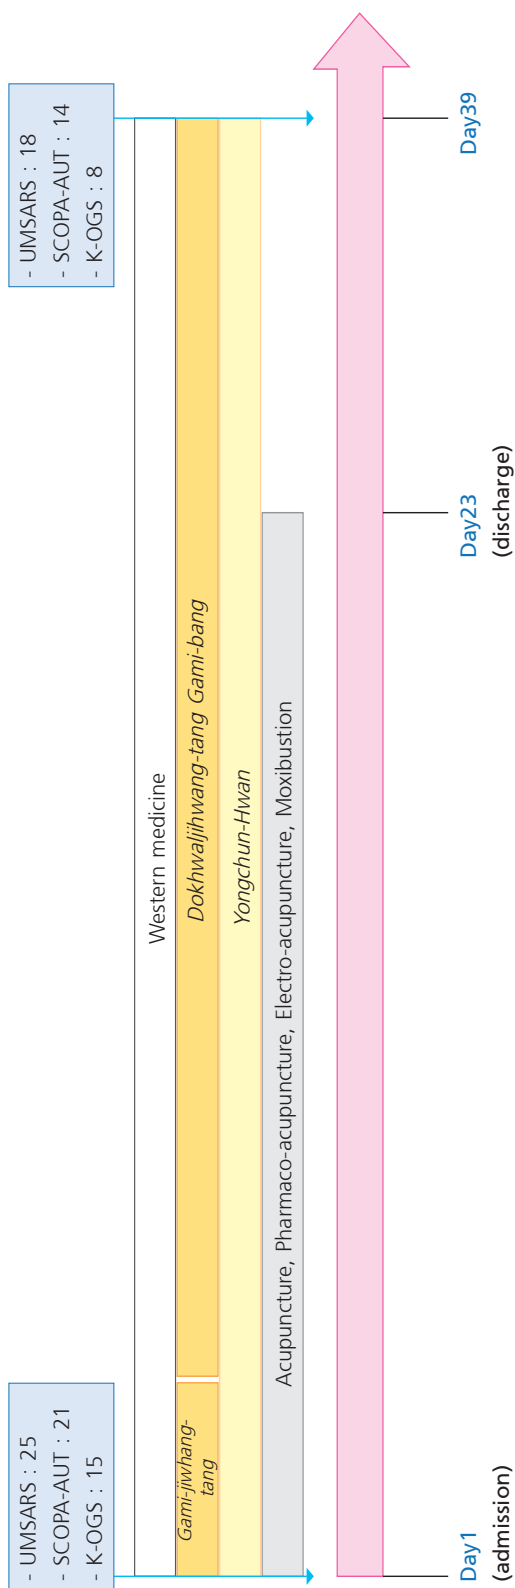 - UMSARS : 25
- SCOPA-AUT : 21
- K-OGS : 15
- UMSARS : 18
- SCOPA-AUT : 14
- K-OGS : 8
Western medicine
Gami-jiwhang-
tang
Dokhwaljihwang-tang Gami-bang
Yongchun-Hwan
Acupuncture, Pharmaco-acupuncture, Electro-acupuncture, Moxibustion
Day1
(admission)
Day23
(discharge)
Day39